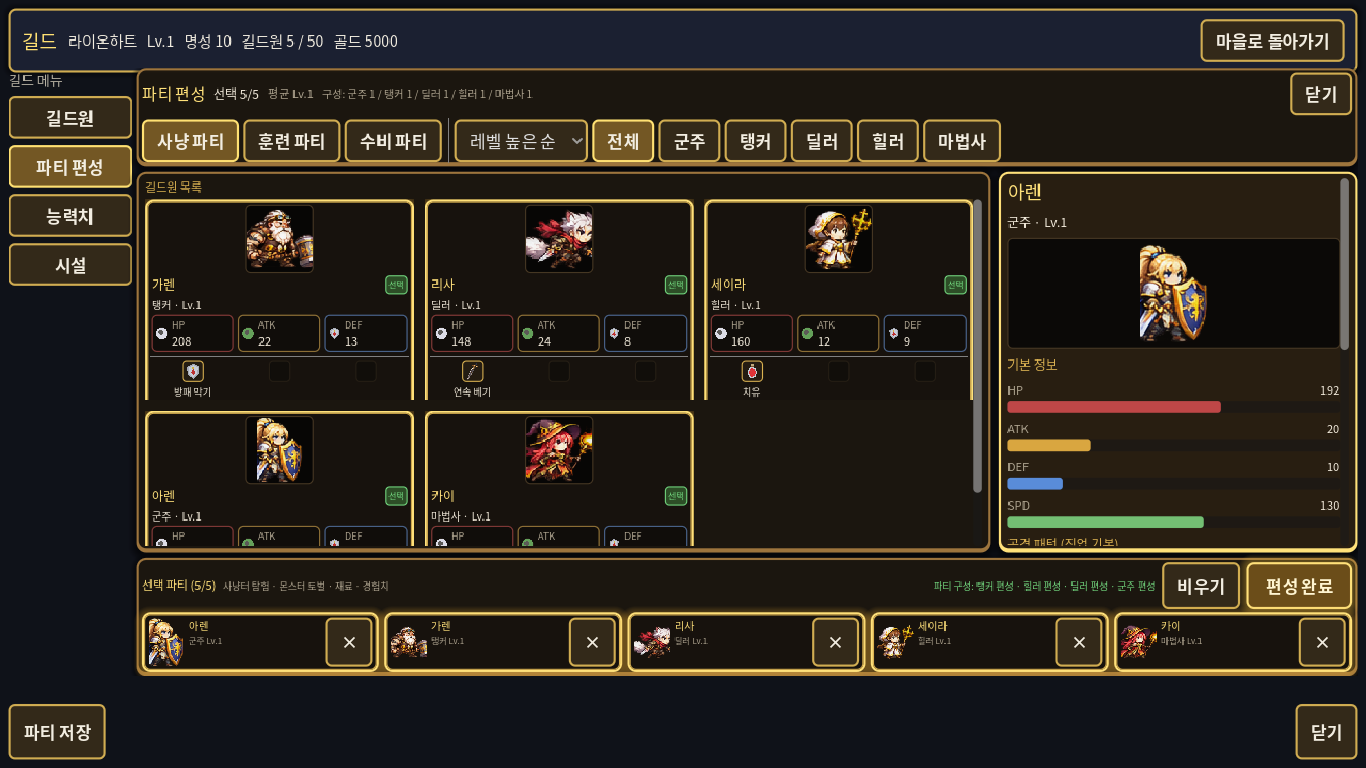 길드 라이온하트 Lv.1 명성 10 길드원 5 / 50 골드 5000 마을로 돌아가기
길드 메뉴
길드원
파티 편성
능력치
시설
파티 편성 선택 5/5 평균 Lv.1 구성: 군주 1 / 탱커 1 / 딜러 1 / 힐러 1 / 마법사 1 닫기
사냥 파티 훈련 파티 수비 파티 레벨 높은 순 전체 군주 탱커 딜러 힐러 마법사
길드원 목록
가렌 선택
탱커 · Lv.1
HP 208 ATK 22 DEF 13
방패 막기
리사 선택
딜러 · Lv.1
HP 148 ATK 24 DEF 8
연속 베기
세이라 선택
힐러 · Lv.1
HP 160 ATK 12 DEF 9
치유
아렌 선택
군주 · Lv.1
HP ATK DEF
카이 선택
마법사 · Lv.1
HP ATK DEF
아렌
군주 · Lv.1
기본 정보
HP 192
ATK 20
DEF 10
SPD 130
공격 패턴 (직업 기본)
선택 파티 (5/5) 사냥터 탐험 · 몬스터 토벌 · 재료 · 경험치 파티 구성: 탱커 편성 · 힐러 편성 · 딜러 편성 · 군주 편성 비우기 편성 완료
아렌
군주 Lv.1
×
가렌
탱커 Lv.1
×
리사
딜러 Lv.1
×
세이라
힐러 Lv.1
×
카이
마법사 Lv.1
×
파티 저장 닫기